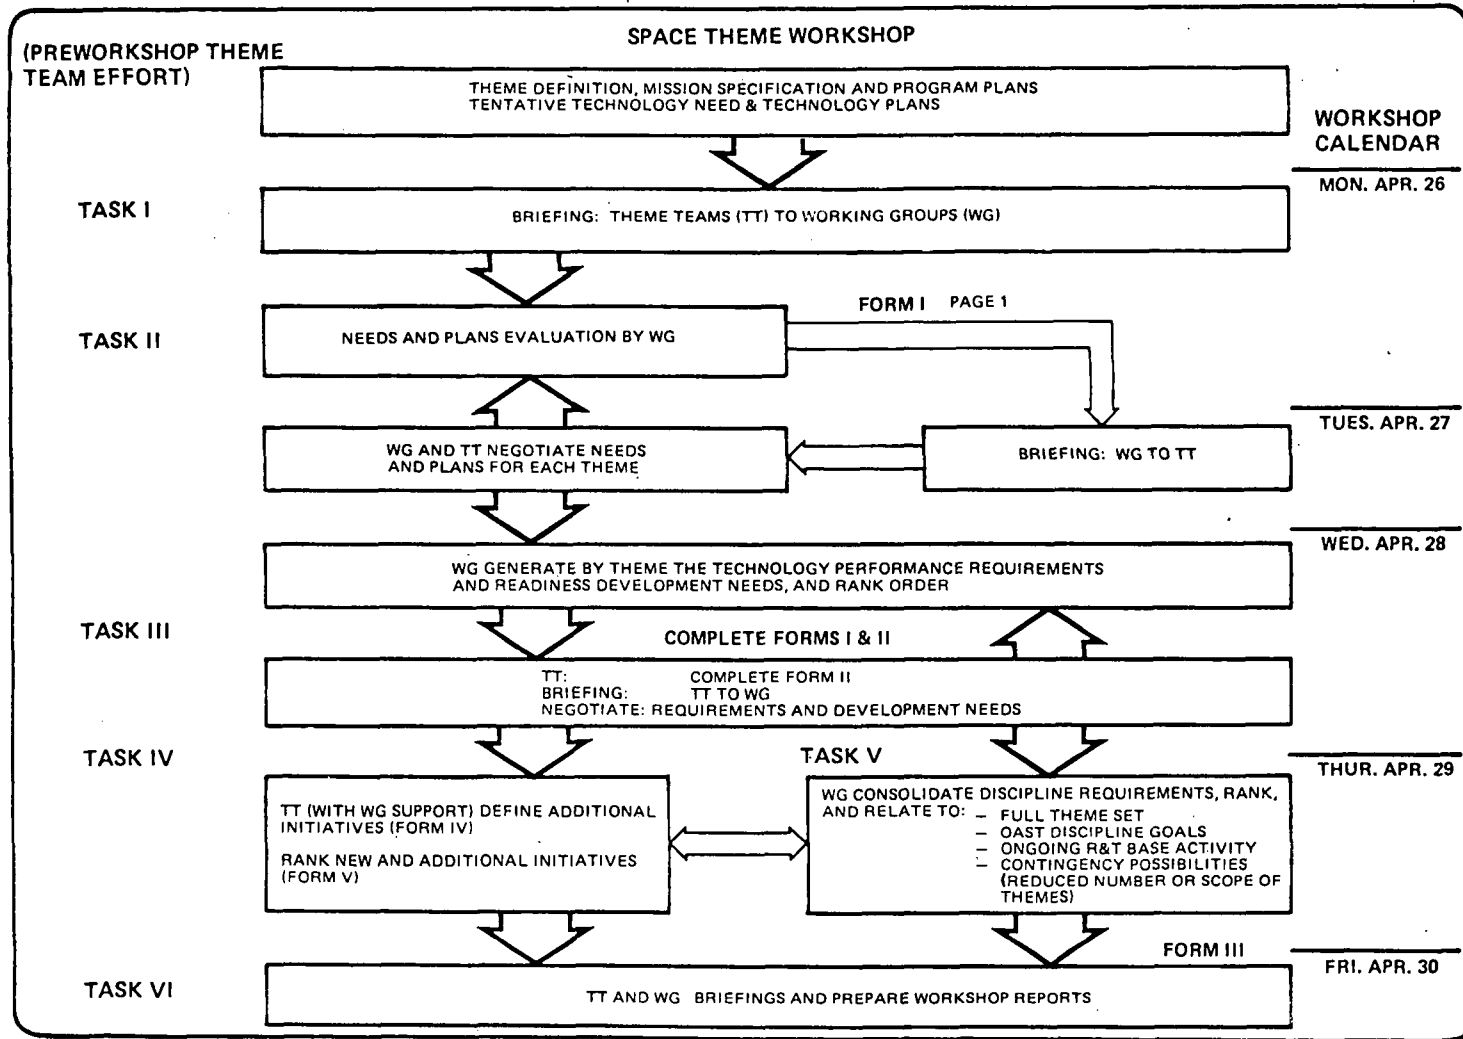 SPACE THEME WORKSHOP
(PREWORKSHOP THEME
TEAM EFFORT)
THEME DEFINITION, MISSION SPECIFICATION AND PROGRAM PLANS
TENTATIVE TECHNOLOGY NEED & TECHNOLOGY PLANS
WORKSHOP
CALENDAR
MON. APR. 26
TASK I
BRIEFING: THEME TEAMS (TT) TO WORKING GROUPS (WG)
FORM I PAGE 1
TASK II
NEEDS AND PLANS EVALUATION BY WG
TUES. APR. 27
WG AND TT NEGOTIATE NEEDS
AND PLANS FOR EACH THEME
BRIEFING: WG TO TT
WED. APR. 28
WG GENERATE BY THEME THE TECHNOLOGY PERFORMANCE REQUIREMENTS
AND READINESS DEVELOPMENT NEEDS, AND RANK ORDER
TASK III
COMPLETE FORMS I & II
TT: COMPLETE FORM II
BRIEFING: TT TO WG
NEGOTIATE: REQUIREMENTS AND DEVELOPMENT NEEDS
TASK IV
TASK V
THUR. APR. 29
TT (WITH WG SUPPORT) DEFINE ADDITIONAL
INITIATIVES (FORM IV)
RANK NEW AND ADDITIONAL INITIATIVES
(FORM V)
WG CONSOLIDATE DISCIPLINE REQUIREMENTS, RANK,
AND RELATE TO: – FULL THEME SET
– OAST DISCIPLINE GOALS
– ONGOING R&T BASE ACTIVITY
– CONTINGENCY POSSIBILITIES
(REDUCED NUMBER OR SCOPE OF
THEMES)
FORM III
FRI. APR. 30
TASK VI
TT AND WG BRIEFINGS AND PREPARE WORKSHOP REPORTS